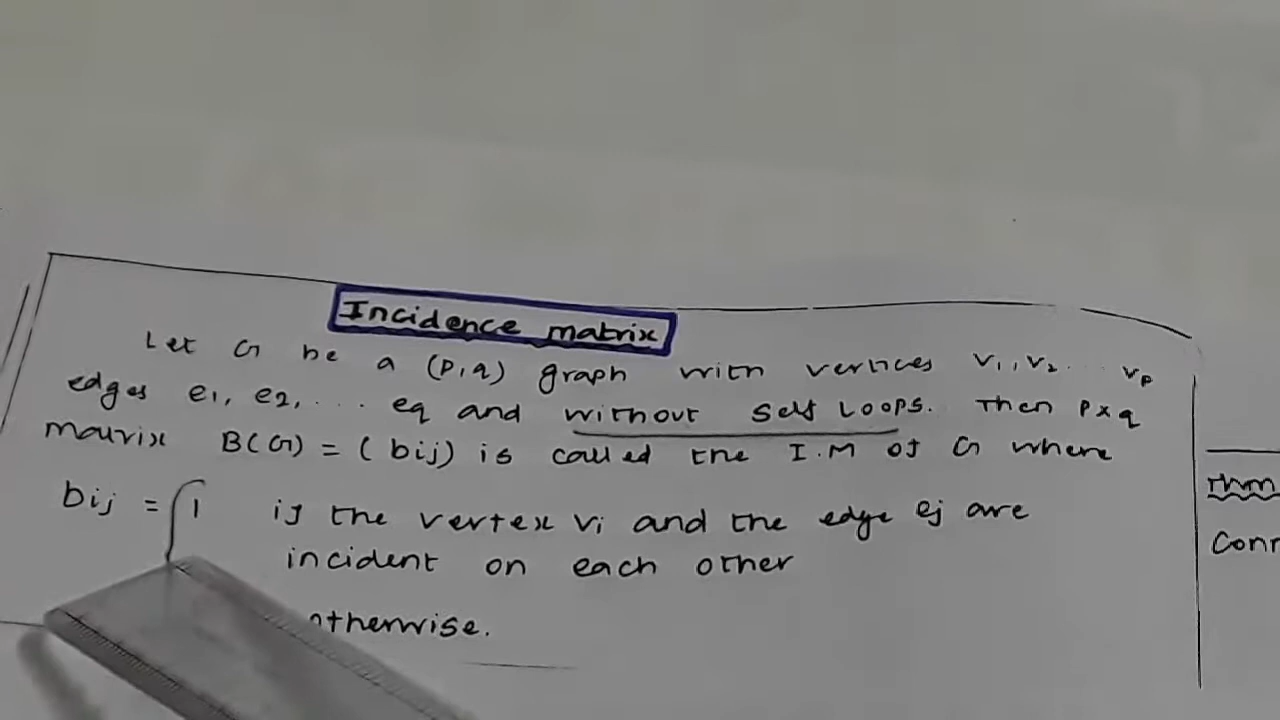 Incidence matrix
Let G be a (p,q) graph with vertices v1, v2... vp
edges e1, e2,... eq and without self loops. Then p×q
matrix B(G) = (bij) is called the I.M of G where
bij = { 1 if the vertex vi and the edge ej are
incident on each other
otherwise.
Thm
Conn